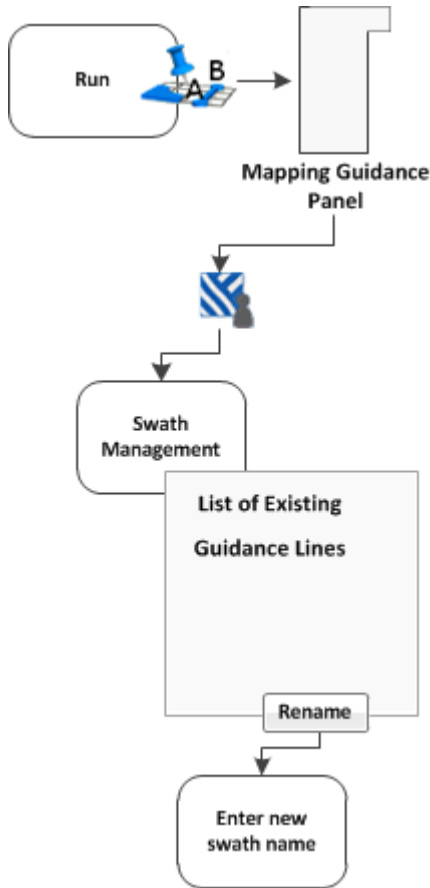 Run
A
B
Mapping Guidance
Panel
Swath
Management
List of Existing
Guidance Lines
Rename
Enter new
swath name